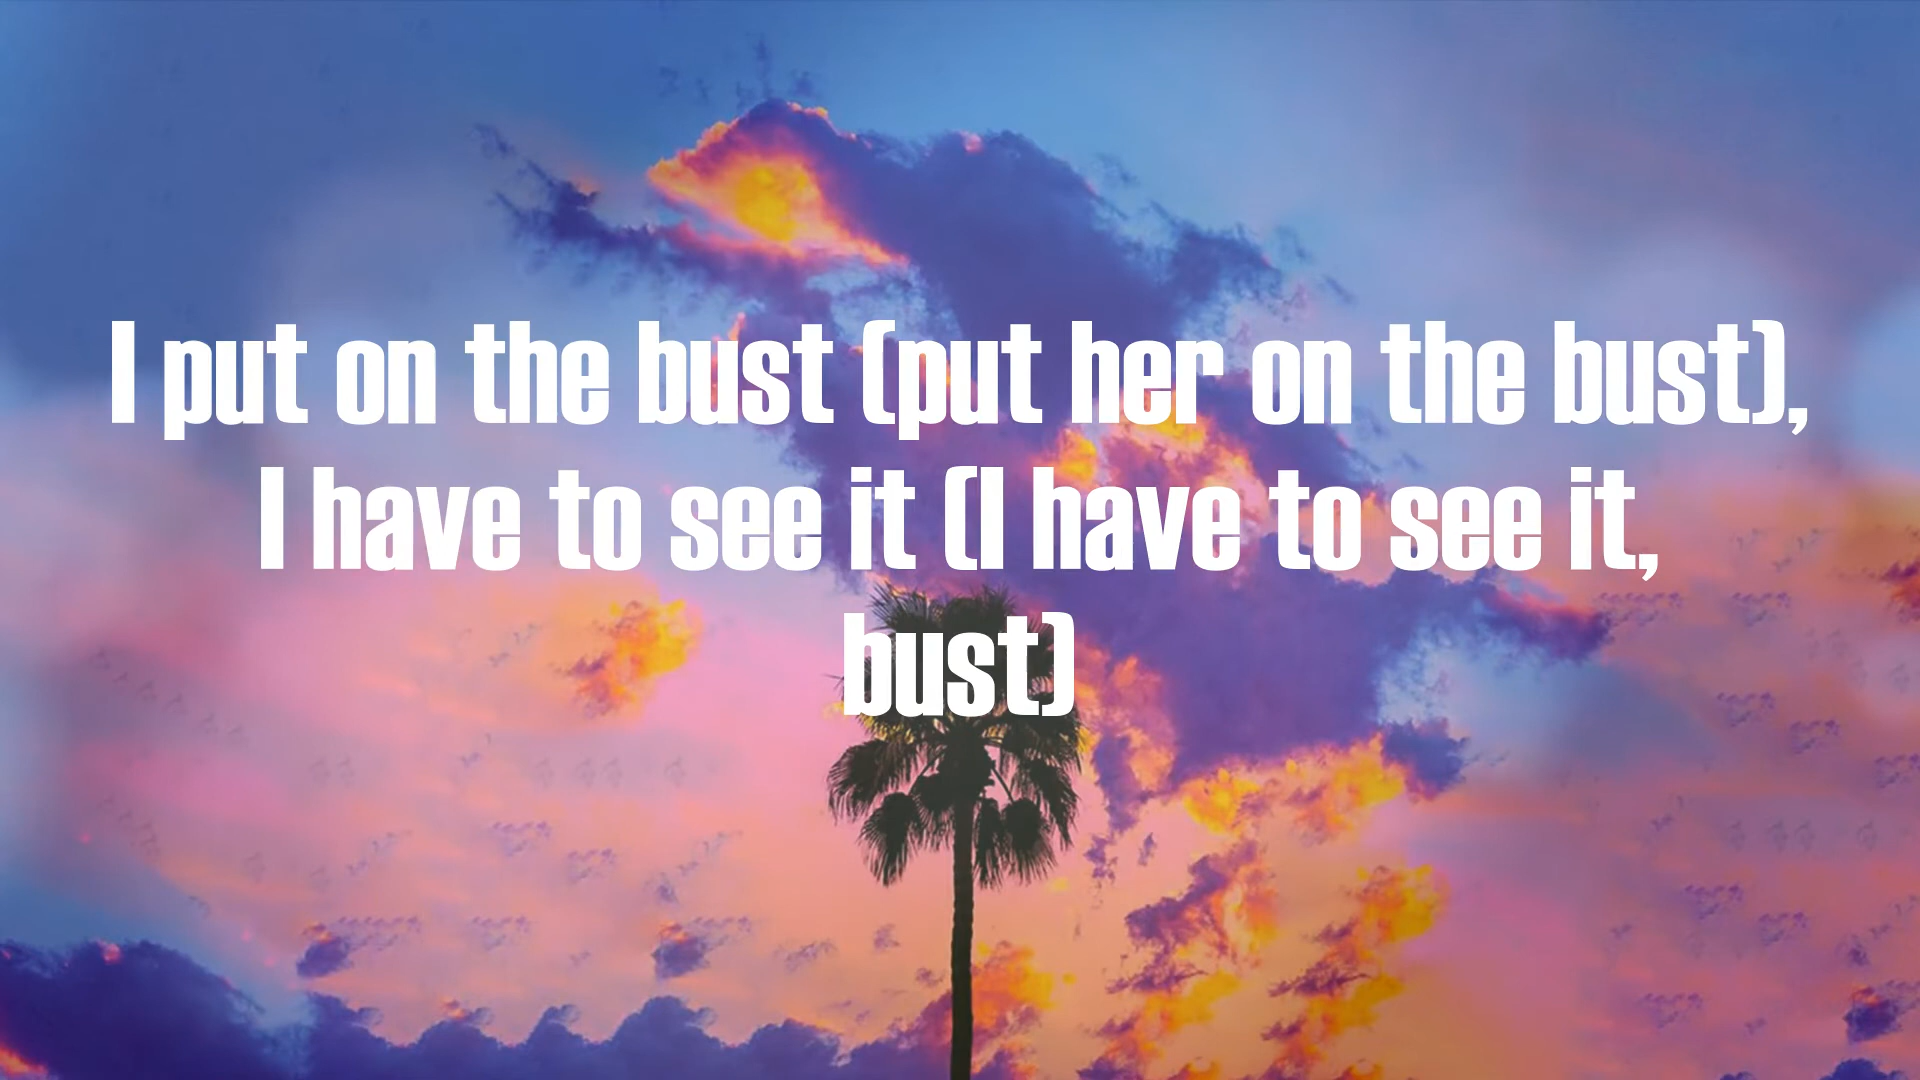 I put on the bust (put her on the bust),
I have to see it (I have to see it,
bust)